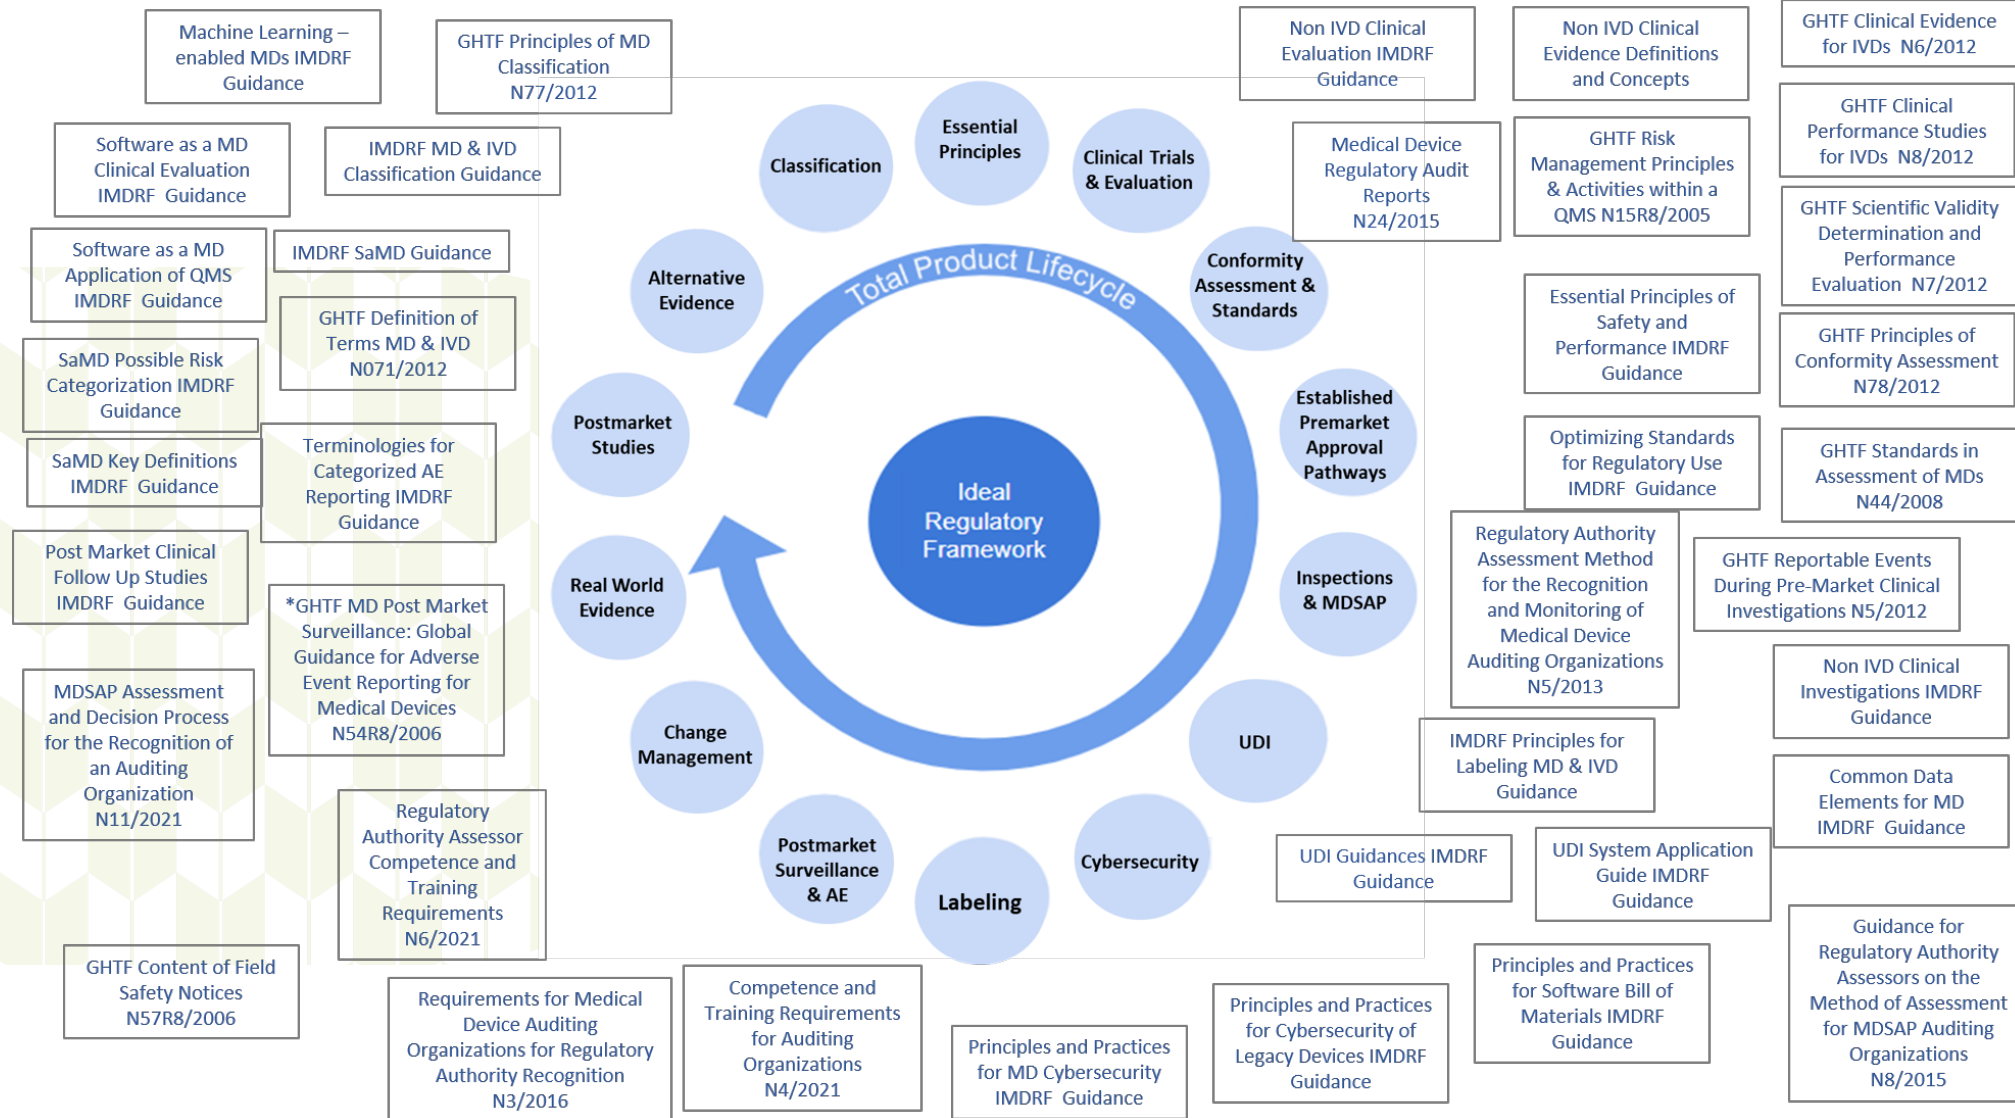 Machine Learning –
enabled MDs IMDRF
Guidance
GHTF Principles of MD
Classification
N77/2012
Non IVD Clinical
Evaluation IMDRF
Guidance
Non IVD Clinical
Evidence Definitions
and Concepts
GHTF Clinical Evidence
for IVDs N6/2012
Software as a MD
Clinical Evaluation
IMDRF Guidance
IMDRF MD & IVD
Classification Guidance
Classification
Essential
Principles
Clinical Trials
& Evaluation
Medical Device
Regulatory Audit
Reports
N24/2015
GHTF Risk
Management Principles
& Activities within a
QMS N15R8/2005
GHTF Clinical
Performance Studies
for IVDs N8/2012
Software as a MD
Application of QMS
IMDRF Guidance
IMDRF SaMD Guidance
Alternative
Evidence
Total Product Lifecycle
Conformity
Assessment &
Standards
GHTF Scientific Validity
Determination and
Performance
Evaluation N7/2012
GHTF Definition of
Terms MD & IVD
N071/2012
Essential Principles of
Safety and
Performance IMDRF
Guidance
GHTF Principles of
Conformity Assessment
N78/2012
SaMD Possible Risk
Categorization IMDRF
Guidance
Postmarket
Studies
Established
Premarket
Approval
Pathways
Optimizing Standards
for Regulatory Use
IMDRF Guidance
GHTF Standards in
Assessment of MDs
N44/2008
SaMD Key Definitions
IMDRF Guidance
Terminologies for
Categorized AE
Reporting IMDRF
Guidance
Ideal
Regulatory
Framework
Post Market Clinical
Follow Up Studies
IMDRF Guidance
Real World
Evidence
Inspections
& MDSAP
Regulatory Authority
Assessment Method
for the Recognition
and Monitoring of
Medical Device
Auditing Organizations
N5/2013
GHTF Reportable Events
During Pre-Market Clinical
Investigations N5/2012
*GHTF MD Post Market
Surveillance: Global
Guidance for Adverse
Event Reporting for
Medical Devices
N54R8/2006
MDSAP Assessment
and Decision Process
for the Recognition of
an Auditing
Organization
N11/2021
Change
Management
UDI
Non IVD Clinical
Investigations IMDRF
Guidance
IMDRF Principles for
Labeling MD & IVD
Guidance
Common Data
Elements for MD
IMDRF Guidance
Regulatory
Authority Assessor
Competence and
Training
Requirements
N6/2021
Postmarket
Surveillance
& AE
Labeling
Cybersecurity
UDI Guidances IMDRF
Guidance
UDI System Application
Guide IMDRF
Guidance
GHTF Content of Field
Safety Notices
N57R8/2006
Requirements for Medical
Device Auditing
Organizations for Regulatory
Authority Recognition
N3/2016
Competence and
Training Requirements
for Auditing
Organizations
N4/2021
Principles and Practices
for MD Cybersecurity
IMDRF Guidance
Principles and Practices
for Cybersecurity of
Legacy Devices IMDRF
Guidance
Principles and Practices
for Software Bill of
Materials IMDRF
Guidance
Guidance for
Regulatory Authority
Assessors on the
Method of Assessment
for MDSAP Auditing
Organizations
N8/2015